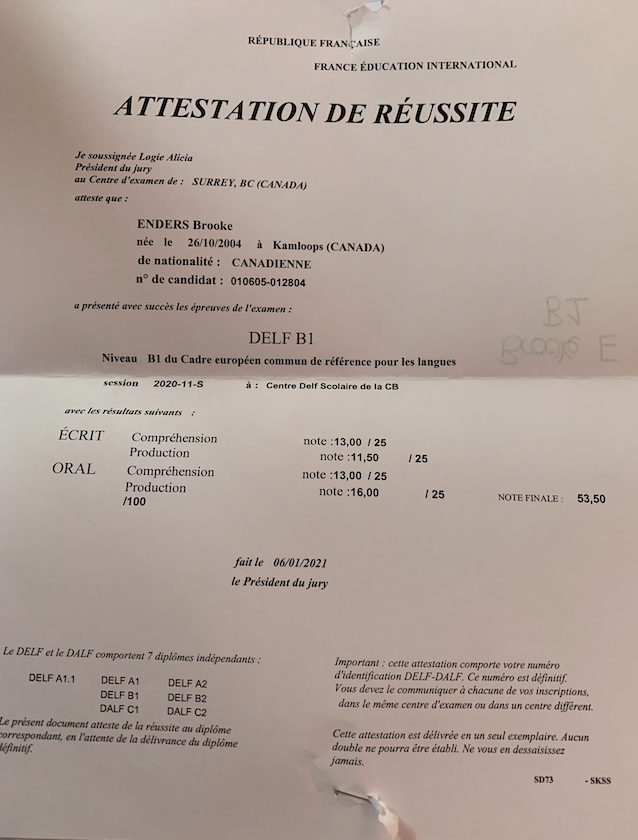 RÉPUBLIQUE FRANÇAISE
FRANCE ÉDUCATION INTERNATIONAL
ATTESTATION DE RÉUSSITE
Je soussignée Logie Alicia
Président du jury
au Centre d'examen de : SURREY, BC (CANADA)
atteste que :
ENDERS Brooke
née le 26/10/2004 à Kamloops (CANADA)
de nationalité : CANADIENNE
n° de candidat : 010605-012804
a présenté avec succès les épreuves de l'examen :
BI
Brooke E
DELF B1
Niveau B1 du Cadre européen commun de référence pour les langues
session 2020-11-S à : Centre Delf Scolaire de la CB
avec les résultats suivants :
ÉCRIT Compréhension note :13,00 / 25
Production note :11,50 / 25
ORAL Compréhension note :13,00 / 25
Production note :16,00 / 25
/100 NOTE FINALE : 53,50
fait le 06/01/2021
le Président du jury
Le DELF et le DALF comportent 7 diplômes indépendants :
DELF A1.1 DELF A1 DELF A2
DELF B1 DELF B2
DALF C1 DALF C2
Le présent document atteste de la réussite au diplôme
correspondant, en l'attente de la délivrance du diplôme
définitif.
Important : cette attestation comporte votre numéro
d'identification DELF-DALF. Ce numéro est définitif.
Vous devez le communiquer à chacune de vos inscriptions,
dans le même centre d'examen ou dans un centre différent.
Cette attestation est délivrée en un seul exemplaire. Aucun
double ne pourra être établi. Ne vous en dessaisissez
jamais.
SD73 - SKSS